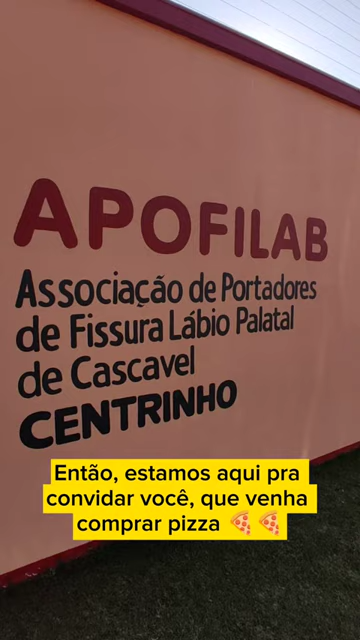 APOFILAB
Associação de Portadores
de Fissura Lábio Palatal
de Cascavel
CENTRINHO
Então, estamos aqui pra
convidar você, que venha
comprar pizza 🍕🍕